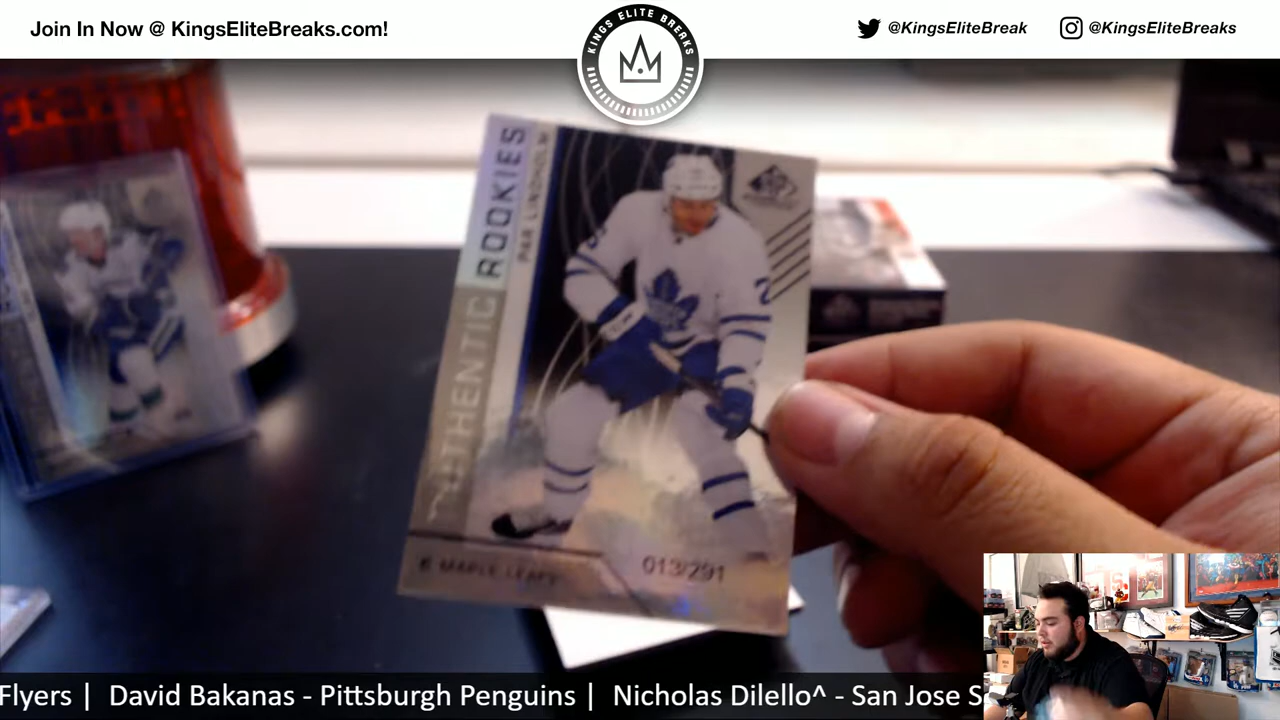 Join In Now @ KingsEliteBreaks.com!
KINGS ELITE BREAKS
@KingsEliteBreak
@KingsEliteBreaks
AUTHENTIC ROOKIES
PAR LINDHOLM
SP
MAPLE LEAFS
013/291
Flyers | David Bakanas - Pittsburgh Penguins | Nicholas Dilello^ - San Jose S